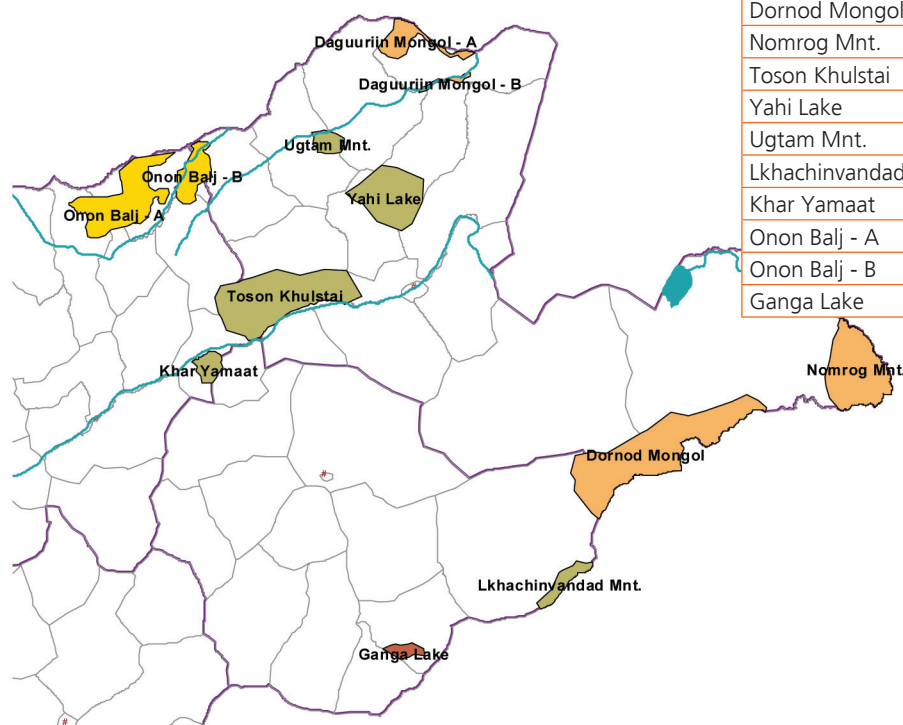 Daguuriin Mongol - A
Daguuriin Mongol - B
Ugtam Mnt.
Onon Balj - B
Onon Balj - A
Yahi Lake
Toson Khulstai
Khar Yamaat
Nomrog Mnt.
Dornod Mongol
Lkhachinvandad Mnt.
Ganga Lake
#
#
#
Dornod Mongol
Nomrog Mnt.
Toson Khulstai
Yahi Lake
Ugtam Mnt.
Lkhachinvandad
Khar Yamaat
Onon Balj - A
Onon Balj - B
Ganga Lake